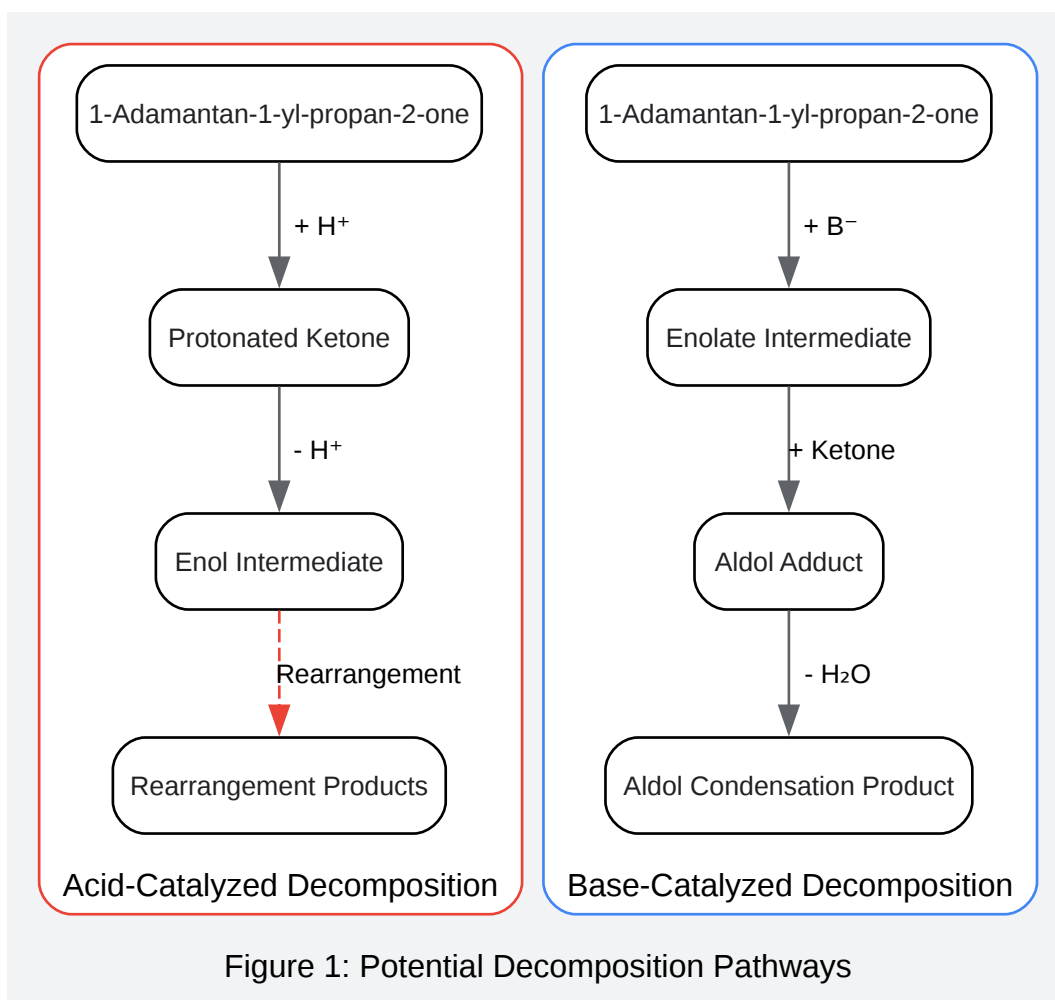 1-Adamantan-1-yl-propan-2-one
+ H⁺
Protonated Ketone
- H⁺
Enol Intermediate
Rearrangement
Rearrangement Products
Acid-Catalyzed Decomposition
1-Adamantan-1-yl-propan-2-one
+ B⁻
Enolate Intermediate
+ Ketone
Aldol Adduct
- H₂O
Aldol Condensation Product
Base-Catalyzed Decomposition
Figure 1: Potential Decomposition Pathways